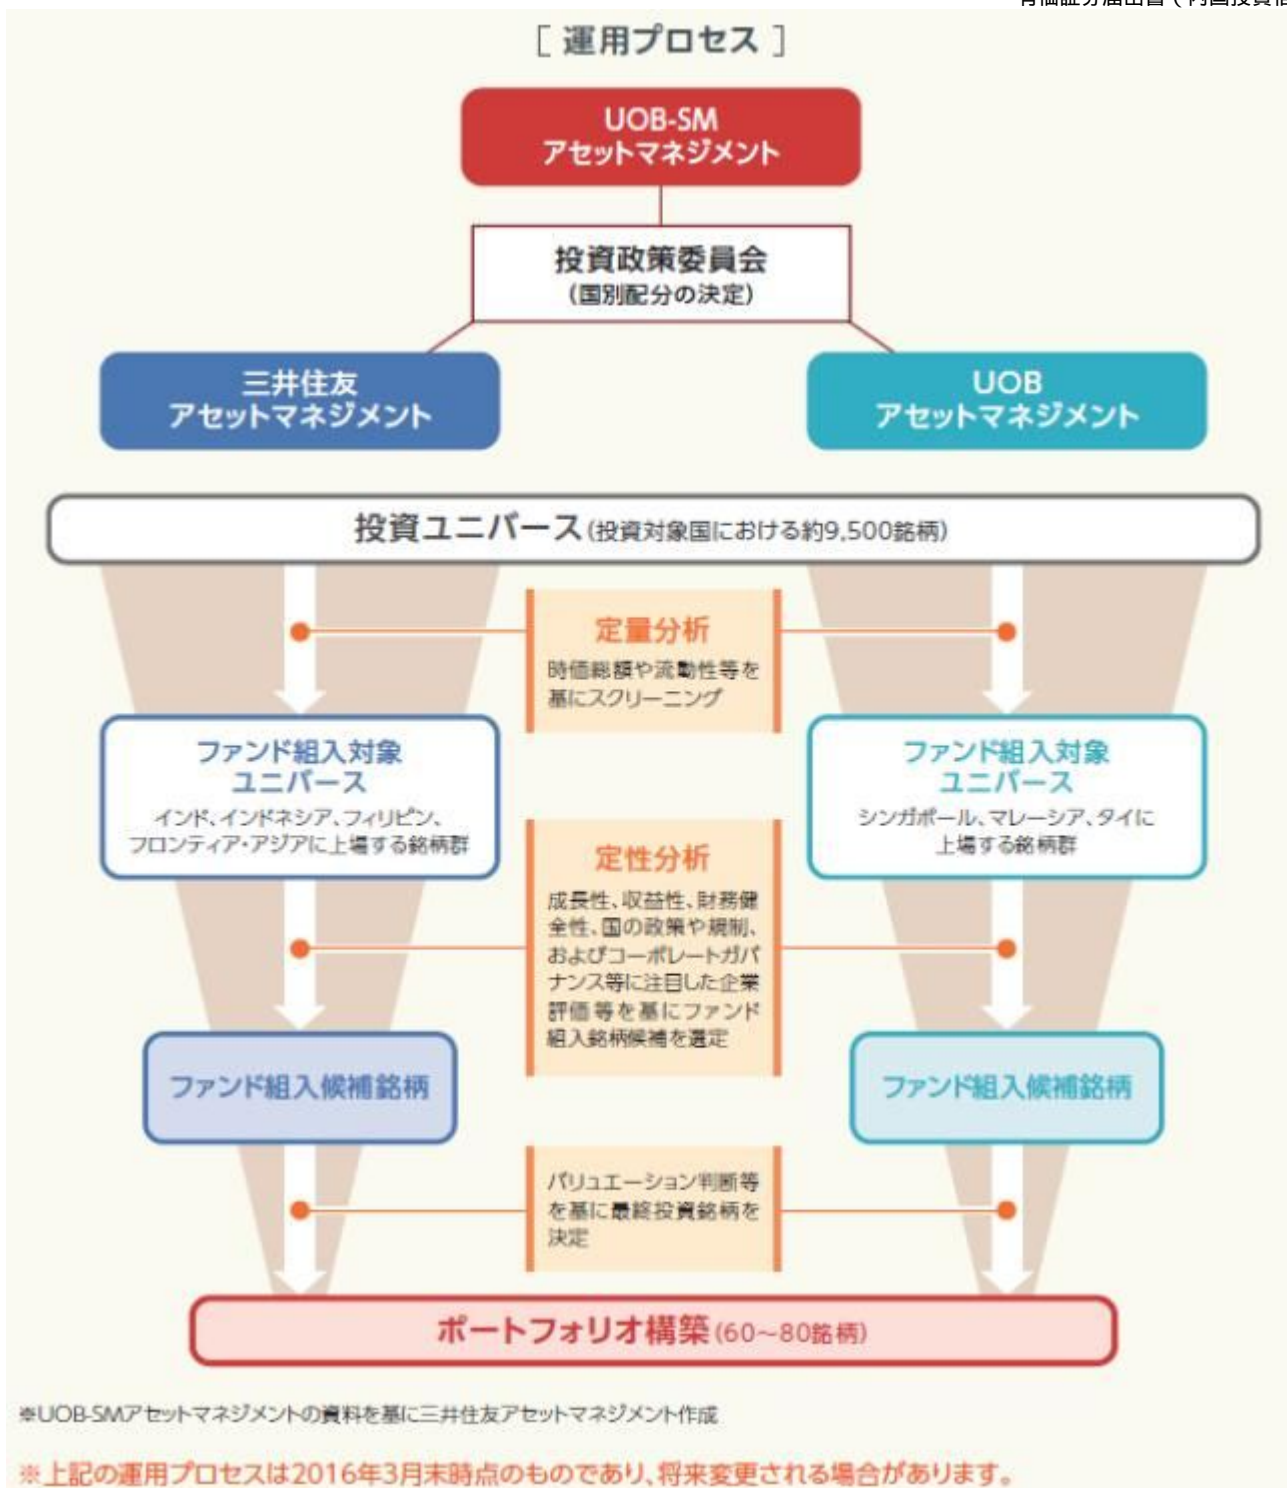 有価証券届出書（内国投資信
［ 運用プロセス ］
UOB-SM
アセットマネジメント
投資政策委員会
（国別配分の決定）
三井住友
アセットマネジメント
UOB
アセットマネジメント
投資ユニバース（投資対象国における約9,500銘柄）
定量分析
時価総額や流動性等を
基にスクリーニング
ファンド組入対象
ユニバース
インド、インドネシア、フィリピン、
フロンティア・アジアに上場する銘柄群
ファンド組入対象
ユニバース
シンガポール、マレーシア、タイに
上場する銘柄群
定性分析
成長性、収益性、財務健
全性、国の政策や規制、
およびコーポレートガバ
ナンス等に注目した企業
評価等を基にファンド
組入銘柄候補を選定
ファンド組入候補銘柄
ファンド組入候補銘柄
バリュエーション判断等
を基に最終投資銘柄を
決定
ポートフォリオ構築（60～80銘柄）
※UOB-SMアセットマネジメントの資料を基に三井住友アセットマネジメント作成
※上記の運用プロセスは2016年3月末時点のものであり、将来変更される場合があります。